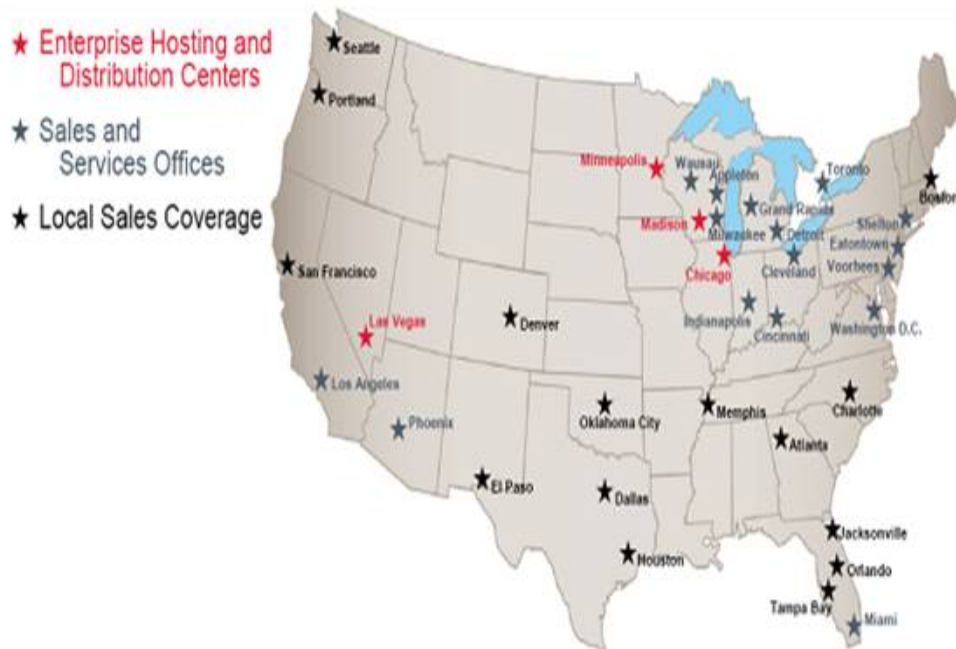 Enterprise Hosting and
Distribution Centers
Sales and
Services Offices
Local Sales Coverage
Seattle
Portland
Minneapolis
Wausau
Appleton
Toronto
Boston
Grand Rapids
Madison
Milwaukee
Detroit
Shelton
Eatontown
Chicago
Cleveland
Voorhees
San Francisco
Las Vegas
Denver
Indianapolis
Cincinnati
Washington D.C.
Los Angeles
Phoenix
Oklahoma City
Memphis
Charlotte
Atlanta
El Paso
Dallas
Houston
Jacksonville
Orlando
Tampa Bay
Miami